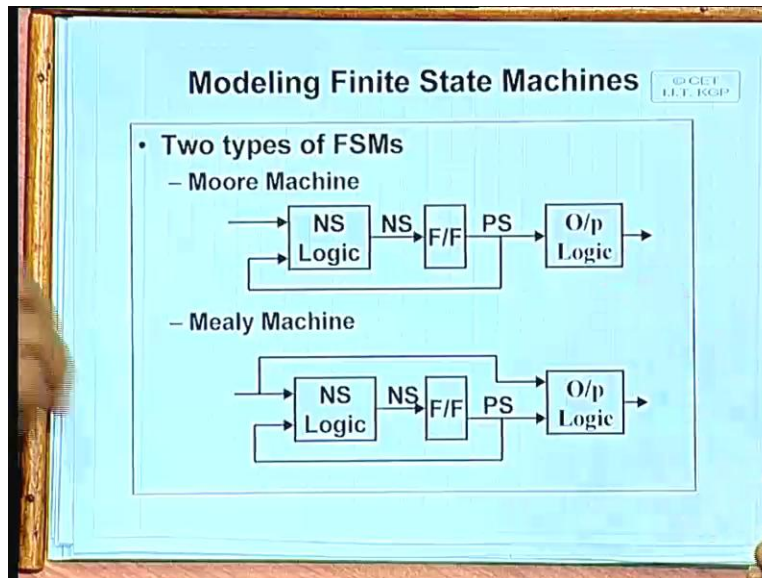 Modeling Finite State Machines
© CET
I.I.T. KGP
• Two types of FSMs
– Moore Machine
NS Logic
NS
F/F
PS
O/p Logic
– Mealy Machine
NS Logic
NS
F/F
PS
O/p Logic